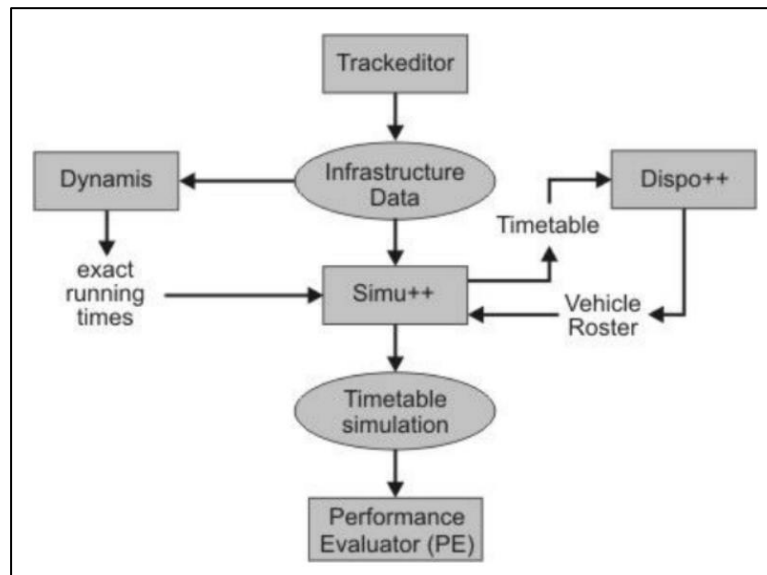 Trackeditor
Infrastructure
Data
Dynamis
Dispo++
Timetable
exact
running
times
Simu++
Vehicle
Roster
Timetable
simulation
Performance
Evaluator (PE)